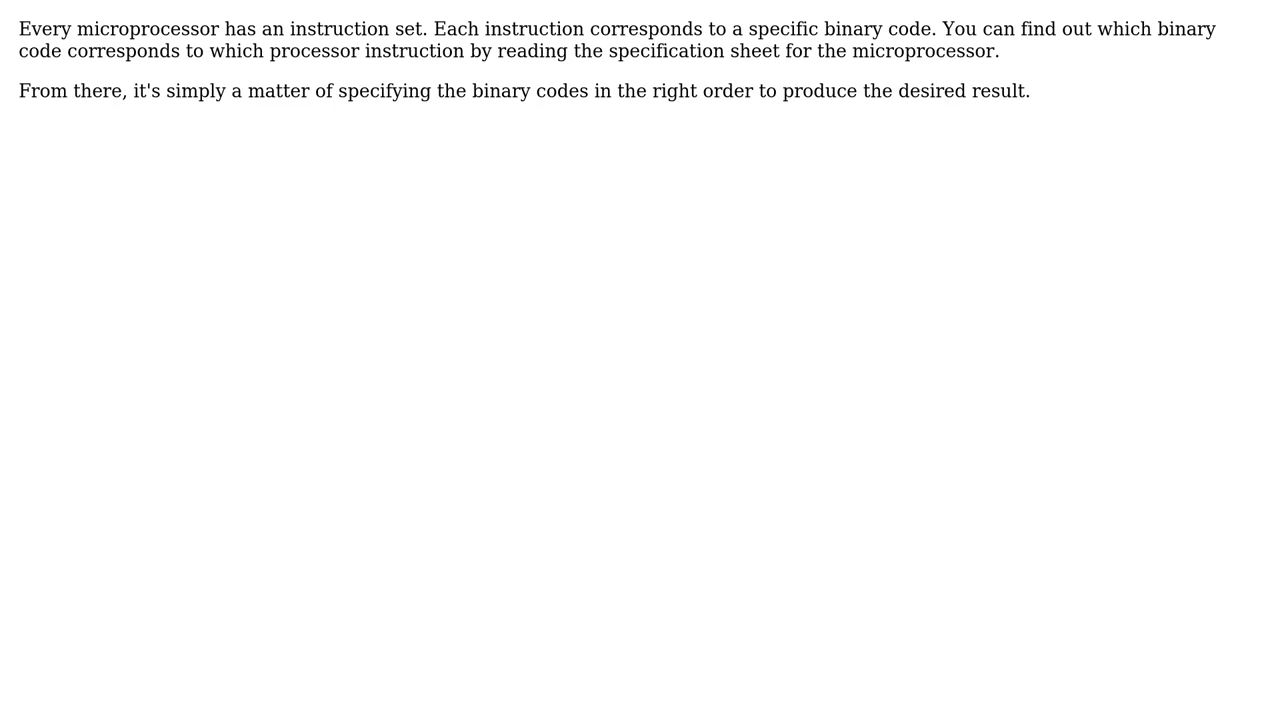 Every microprocessor has an instruction set. Each instruction corresponds to a specific binary code. You can find out which binary
code corresponds to which processor instruction by reading the specification sheet for the microprocessor.
From there, it's simply a matter of specifying the binary codes in the right order to produce the desired result.